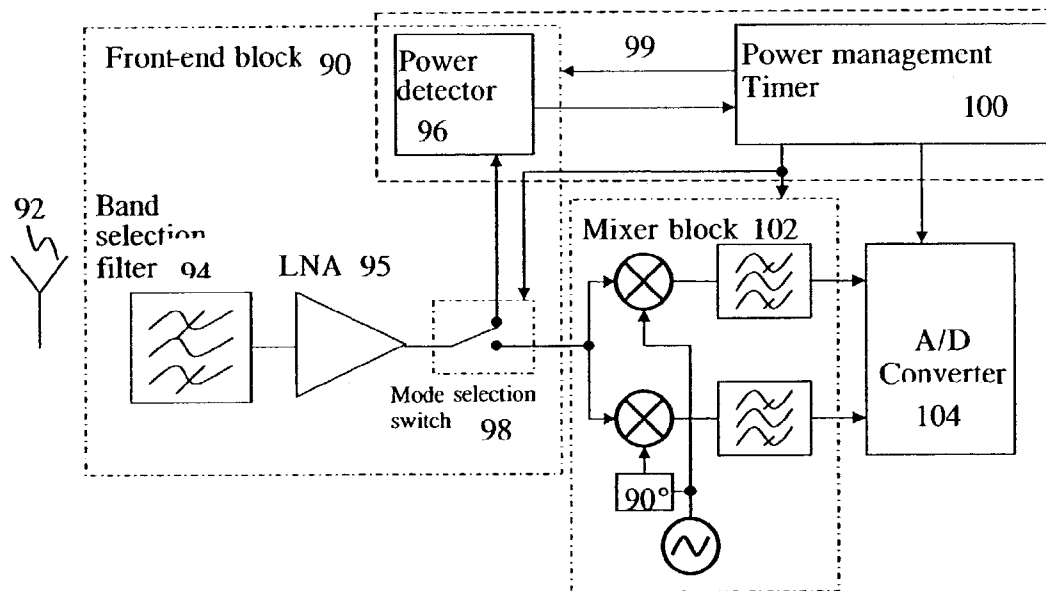 Front-end block 90
Power
detector
96
99
Power management
Timer
100
92
Band
selection
filter 94
LNA 95
Mode selection
switch 98
Mixer block 102
90°
A/D
Converter
104